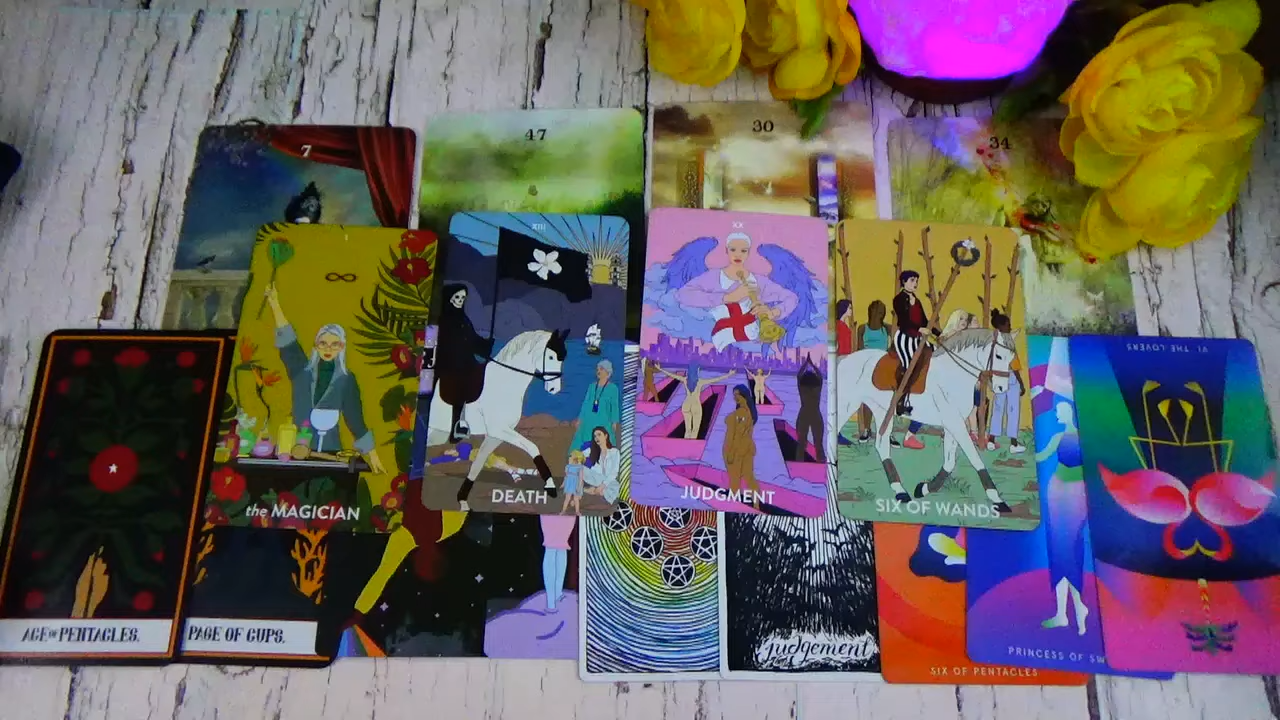 7
47
30
34
I
XIII
XX
the MAGICIAN
DEATH
JUDGMENT
SIX OF WANDS
VI THE LOVERS
ACE OF PENTACLES.
PAGE OF CUPS.
judgement
SIX OF PENTACLES
PRINCESS OF SW